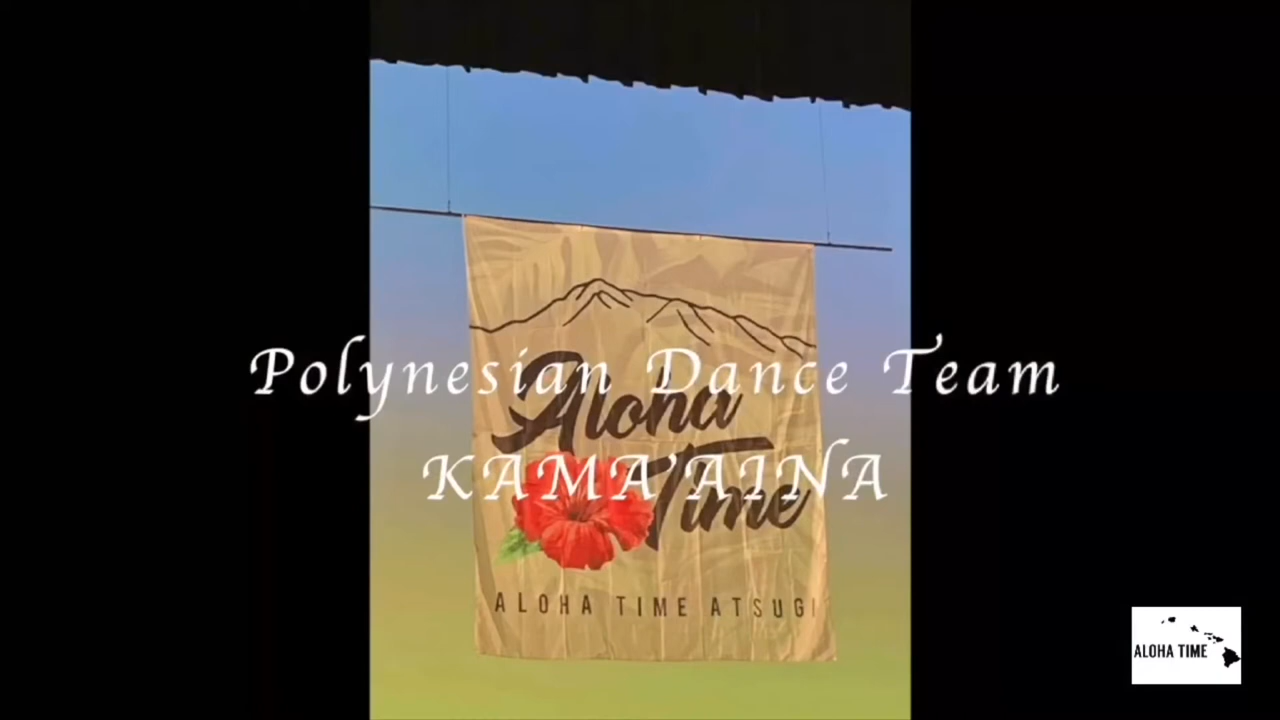 Polynesian Dance Team
KAMA'AINA
Aloha
Time
ALOHA TIME ATSUGI
ALOHA TIME